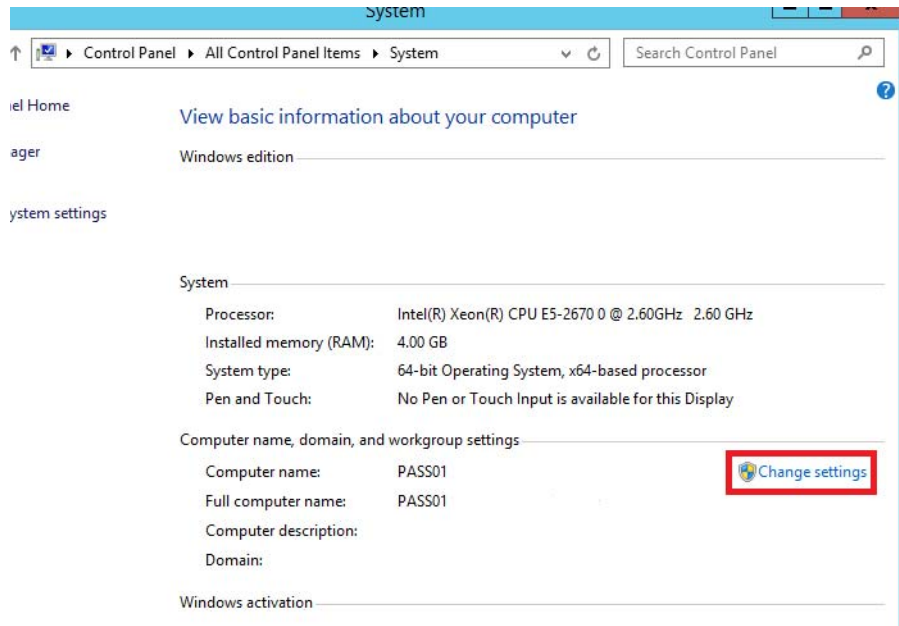 System
Control Panel All Control Panel Items System Search Control Panel
View basic information about your computer
Windows edition
System
Processor: Intel(R) Xeon(R) CPU E5-2670 0 @ 2.60GHz 2.60 GHz
Installed memory (RAM): 4.00 GB
System type: 64-bit Operating System, x64-based processor
Pen and Touch: No Pen or Touch Input is available for this Display
Computer name, domain, and workgroup settings
Computer name: PASS01 Change settings
Full computer name: PASS01
Computer description:
Domain:
Windows activation
nel Home
ager
ystem settings